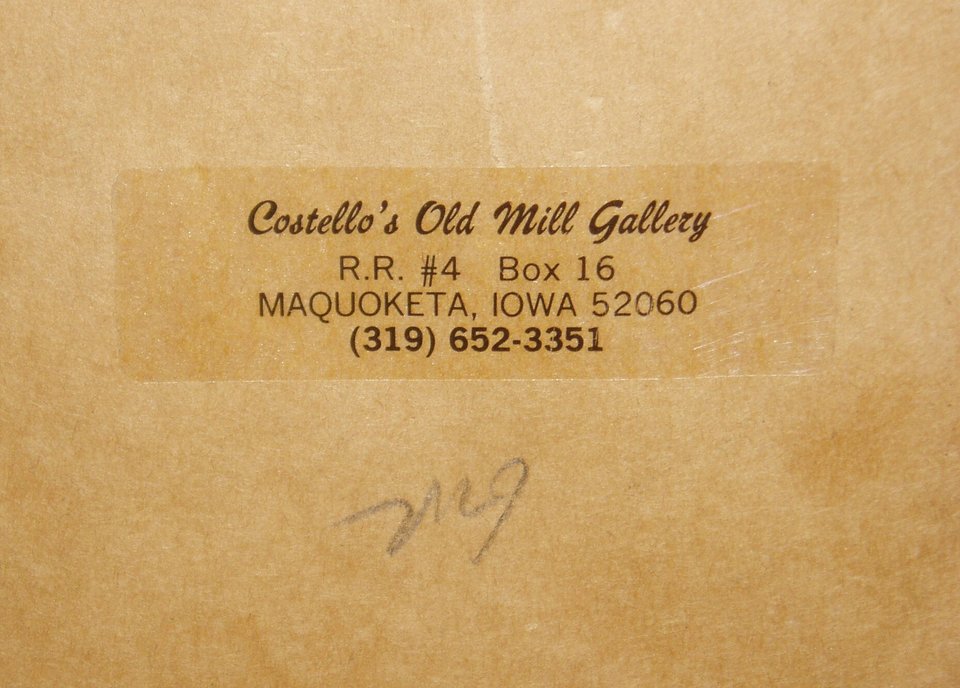 Costello's Old Mill Gallery
R.R. #4 Box 16
MAQUOKETA, IOWA 52060
(319) 652-3351